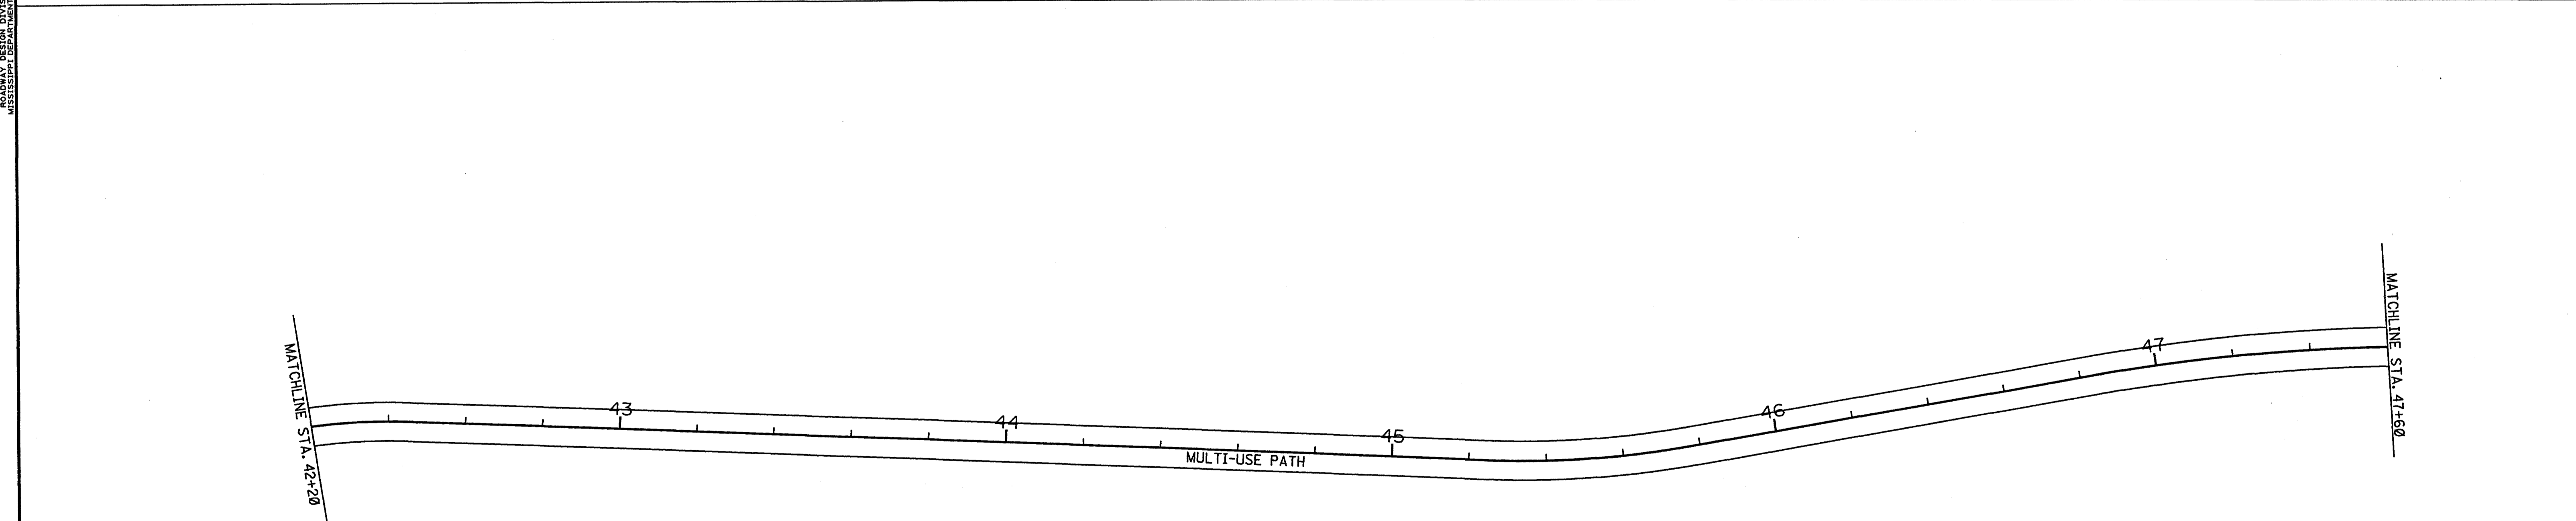 ROADWAY DESIGN
MISSISSIPPI DEPARTMENT
MATCHLINE STA. 42+20
43
44
MULTI-USE PATH
45
46
47
MATCHLINE STA. 47+60